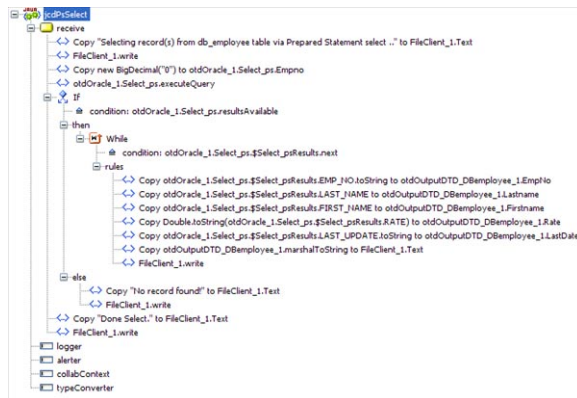 jcdPsSelect
receive
Copy "Selecting record(s) from db_employee table via Prepared Statement select .." to FileClient_1.Text
FileClient_1.write
Copy new BigDecimal("0") to otdOracle_1.Select_ps.Empno
otdOracle_1.Select_ps.executeQuery
If
condition: otdOracle_1.Select_ps.resultsAvailable
then
While
condition: otdOracle_1.Select_ps.$Select_psResults.next
rules
Copy otdOracle_1.Select_ps.$Select_psResults.EMP_NO.toString to otdOutputDTD_DBemployee_1.EmpNo
Copy otdOracle_1.Select_ps.$Select_psResults.LAST_NAME to otdOutputDTD_DBemployee_1.Lastname
Copy otdOracle_1.Select_ps.$Select_psResults.FIRST_NAME to otdOutputDTD_DBemployee_1.Firstname
Copy Double.toString(otdOracle_1.Select_ps.$Select_psResults.RATE) to otdOutputDTD_DBemployee_1.Rate
Copy otdOracle_1.Select_ps.$Select_psResults.LAST_UPDATE.toString to otdOutputDTD_DBemployee_1.LastDate
Copy otdOutputDTD_DBemployee_1.marshalToString to FileClient_1.Text
FileClient_1.write
else
Copy "No record found!" to FileClient_1.Text
FileClient_1.write
Copy "Done Select." to FileClient_1.Text
FileClient_1.write
logger
alerter
collabContext
typeConverter